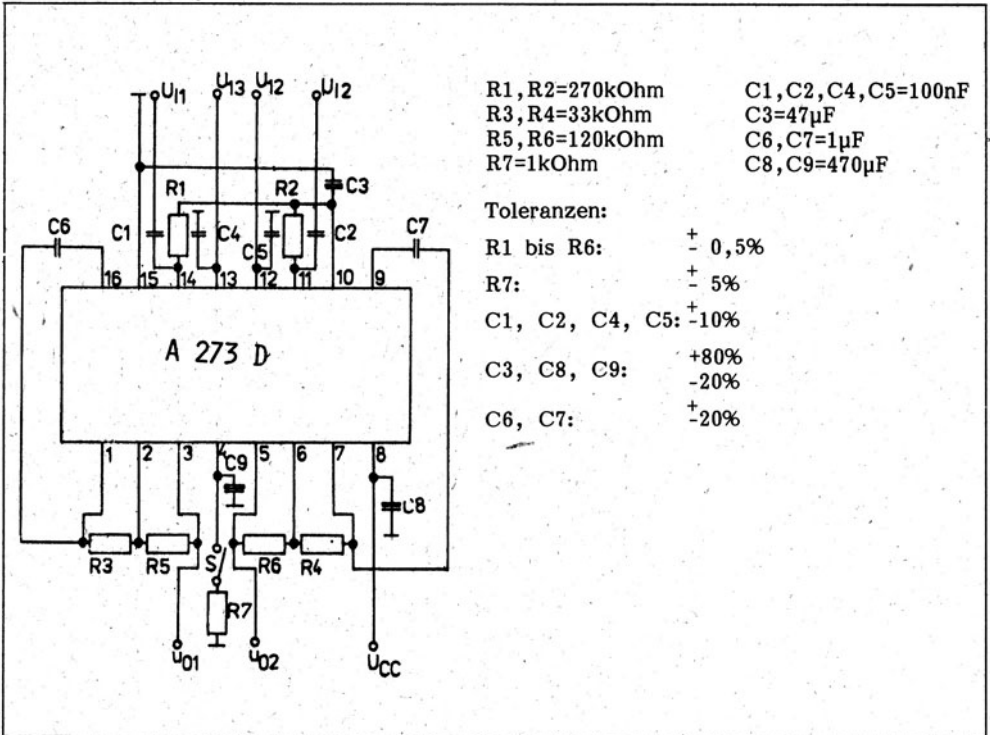 U11 U13 U12 U12
R1,R2=270kOhm C1,C2,C4,C5=100nF
R3,R4=33kOhm C3=47µF
R5,R6=120kOhm C6,C7=1µF
R7=1kOhm C8,C9=470µF
Toleranzen:
R1 bis R6: +- 0,5%
R7: +- 5%
C1, C2, C4, C5: +-10%
C3, C8, C9: +80% -20%
C6, C7: +-20%
C3
C6 C1 R1 C4 C5 R2 C2 C7
16 15 14 13 12 11 10 9
A 273 D
1 2 3 4 5 6 7 8
C9 C8
R3 R5 S R6 R4
R7
u01 u02 UCC